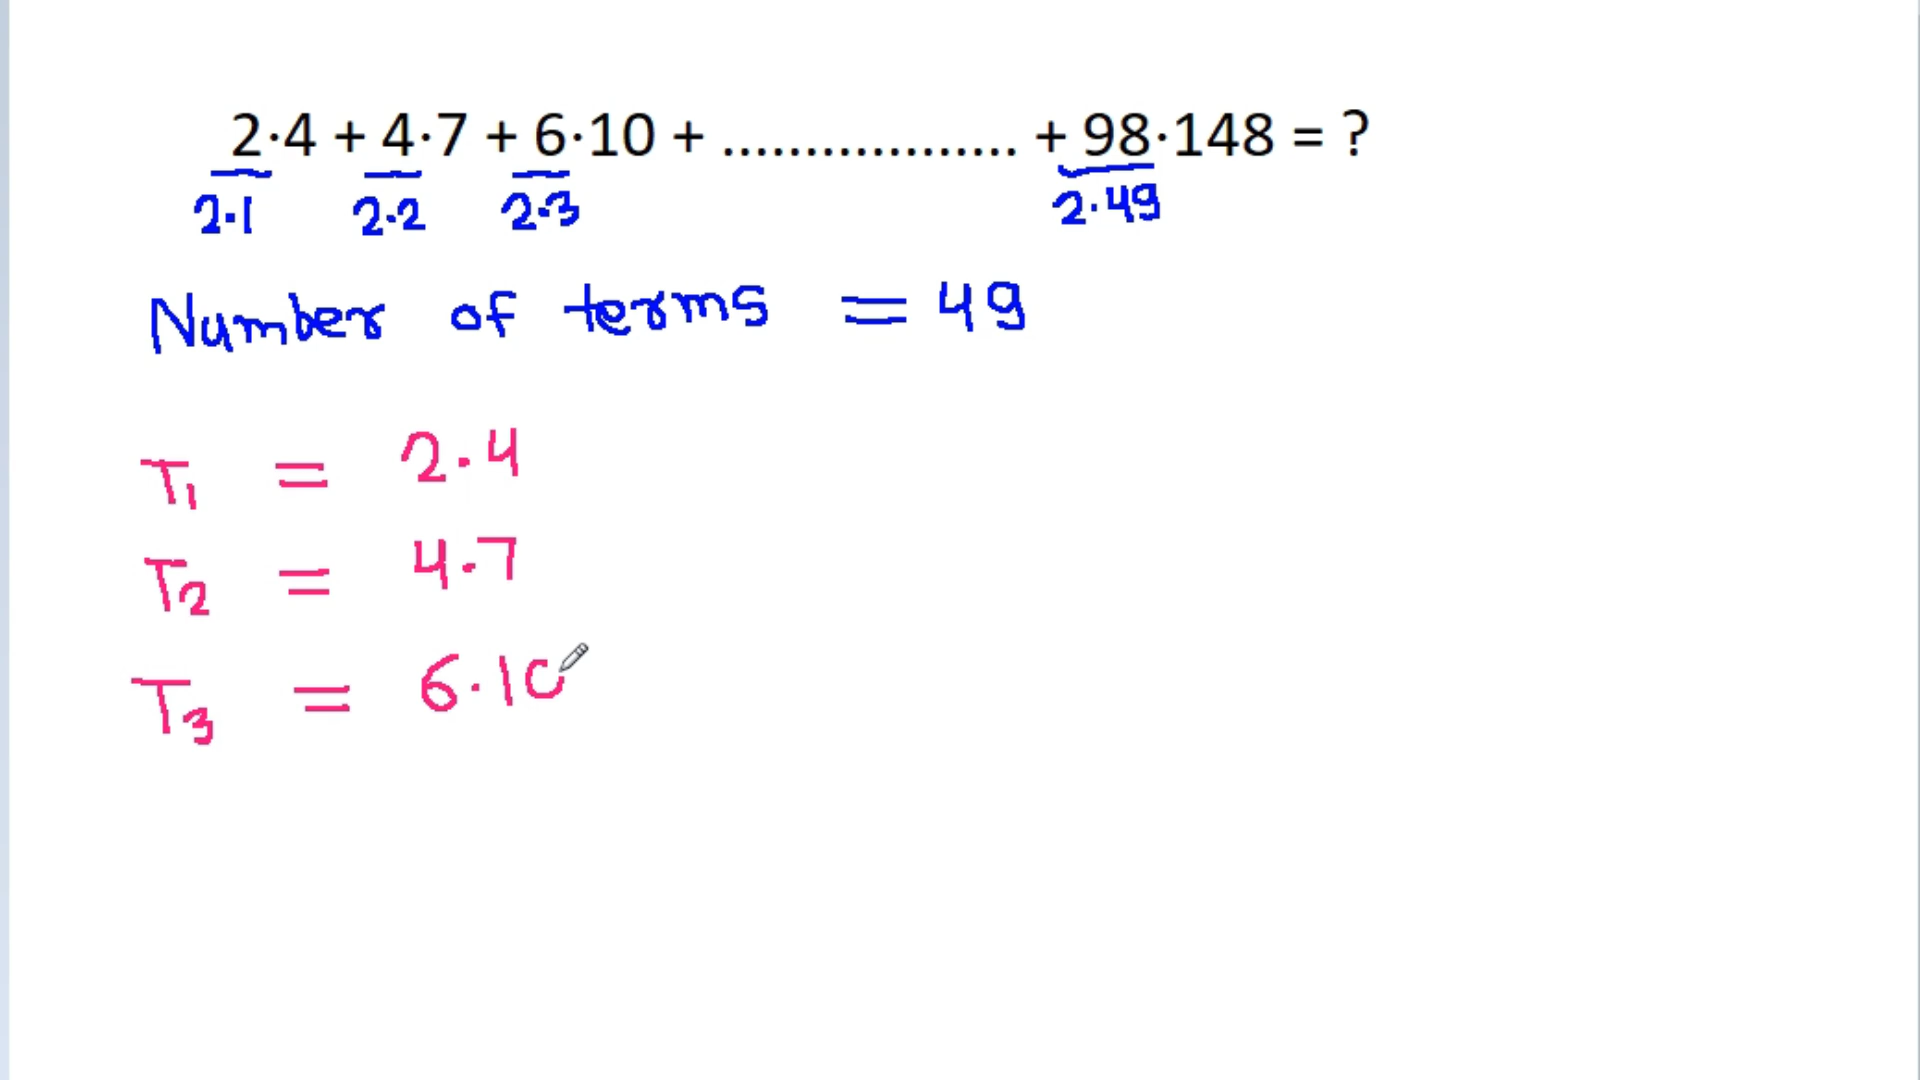 2·4 + 4·7 + 6·10 + .................. + 98·148 = ?
2·1 2·2 2·3 2·49
Number of terms = 49
T1 = 2·4
T2 = 4·7
T3 = 6·10